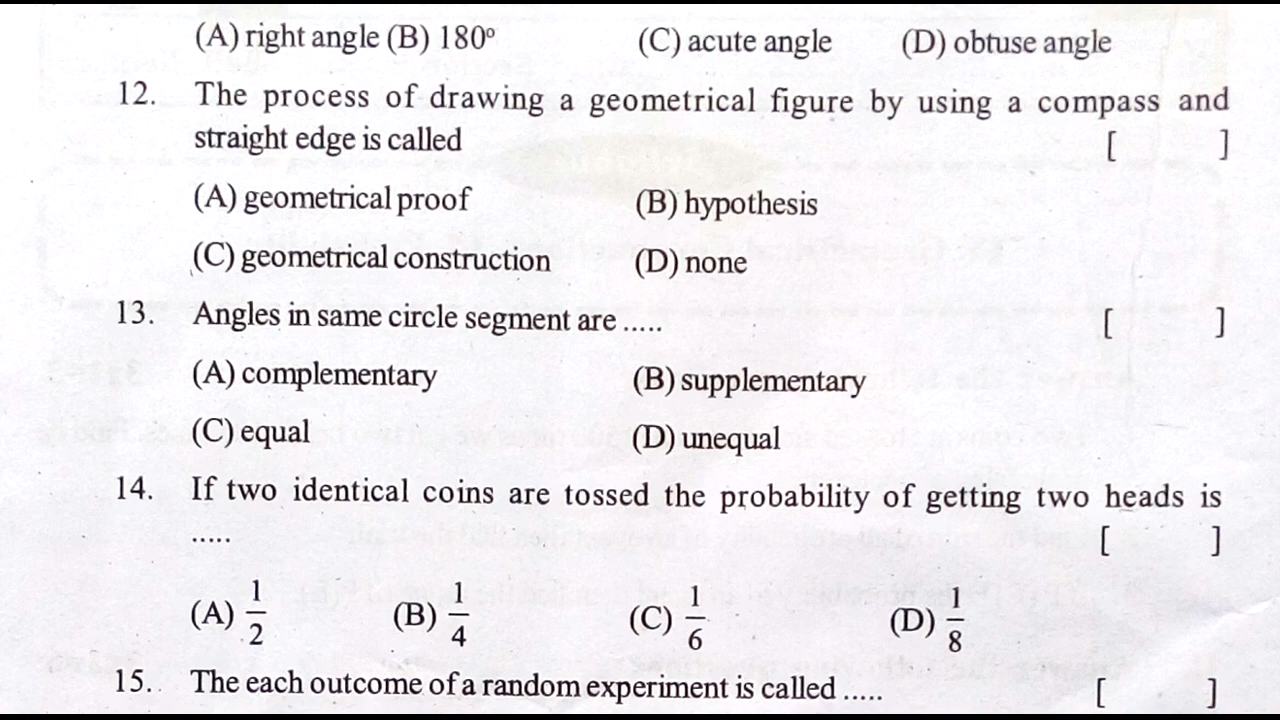 (A) right angle (B) 180° (C) acute angle (D) obtuse angle
12. The process of drawing a geometrical figure by using a compass and
straight edge is called [ ]
(A) geometrical proof (B) hypothesis
(C) geometrical construction (D) none
13. Angles in same circle segment are ..... [ ]
(A) complementary (B) supplementary
(C) equal (D) unequal
14. If two identical coins are tossed the probability of getting two heads is
..... [ ]
(A) 1/2 (B) 1/4 (C) 1/6 (D) 1/8
15. The each outcome of a random experiment is called ..... [ ]